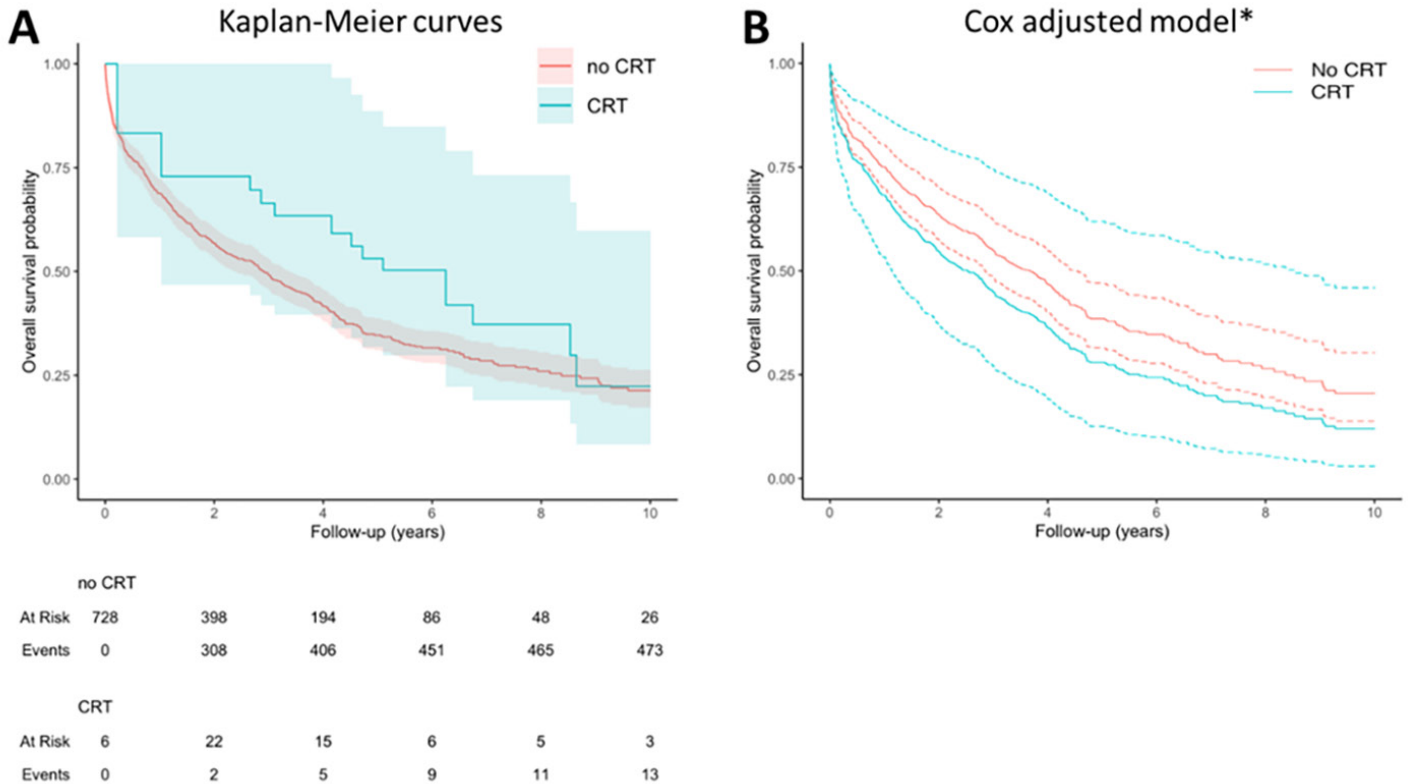 A
Kaplan-Meier curves
no CRT
CRT
Overall survival probability
1.00
0.75
0.50
0.25
0.00
0 2 4 6 8 10
Follow-up (years)
no CRT
At Risk 728 398 194 86 48 26
Events 0 308 406 451 465 473
CRT
At Risk 6 22 15 6 5 3
Events 0 2 5 9 11 13
B
Cox adjusted model*
No CRT
CRT
Overall survival probability
1.00
0.75
0.50
0.25
0.00
0 2 4 6 8 10
Follow-up (years)